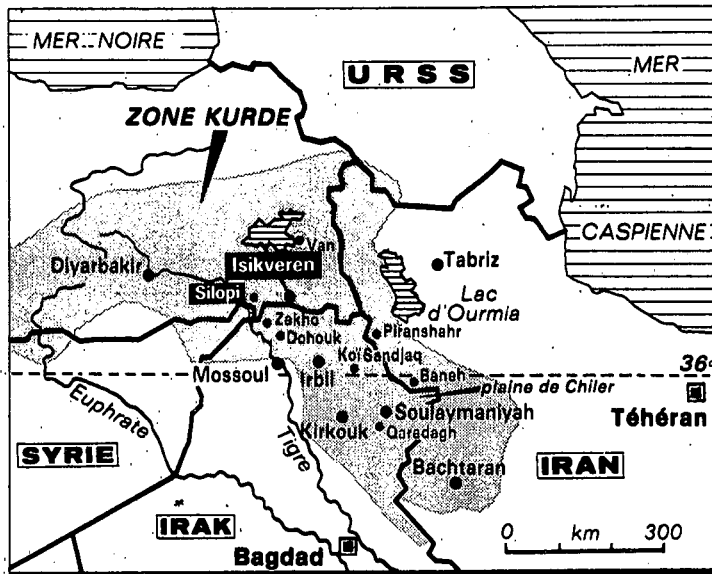 MER NOIRE
URSS
MER
ZONE KURDE
CASPIENNE
Van
Diyarbakir
Isikveren
Tabriz
Silopi
Lac
d'Ourmia
Zakho
Piranshahr
Dohouk
Koï Sandjaq
36°
Mossoul
Irbil
Baneh
plaine de Chiler
Euphrate
Soulaymaniyah
Téhéran
Kirkouk
Qaradagh
SYRIE
Tigre
Bachtaran
IRAN
IRAK
0 km 300
Bagdad